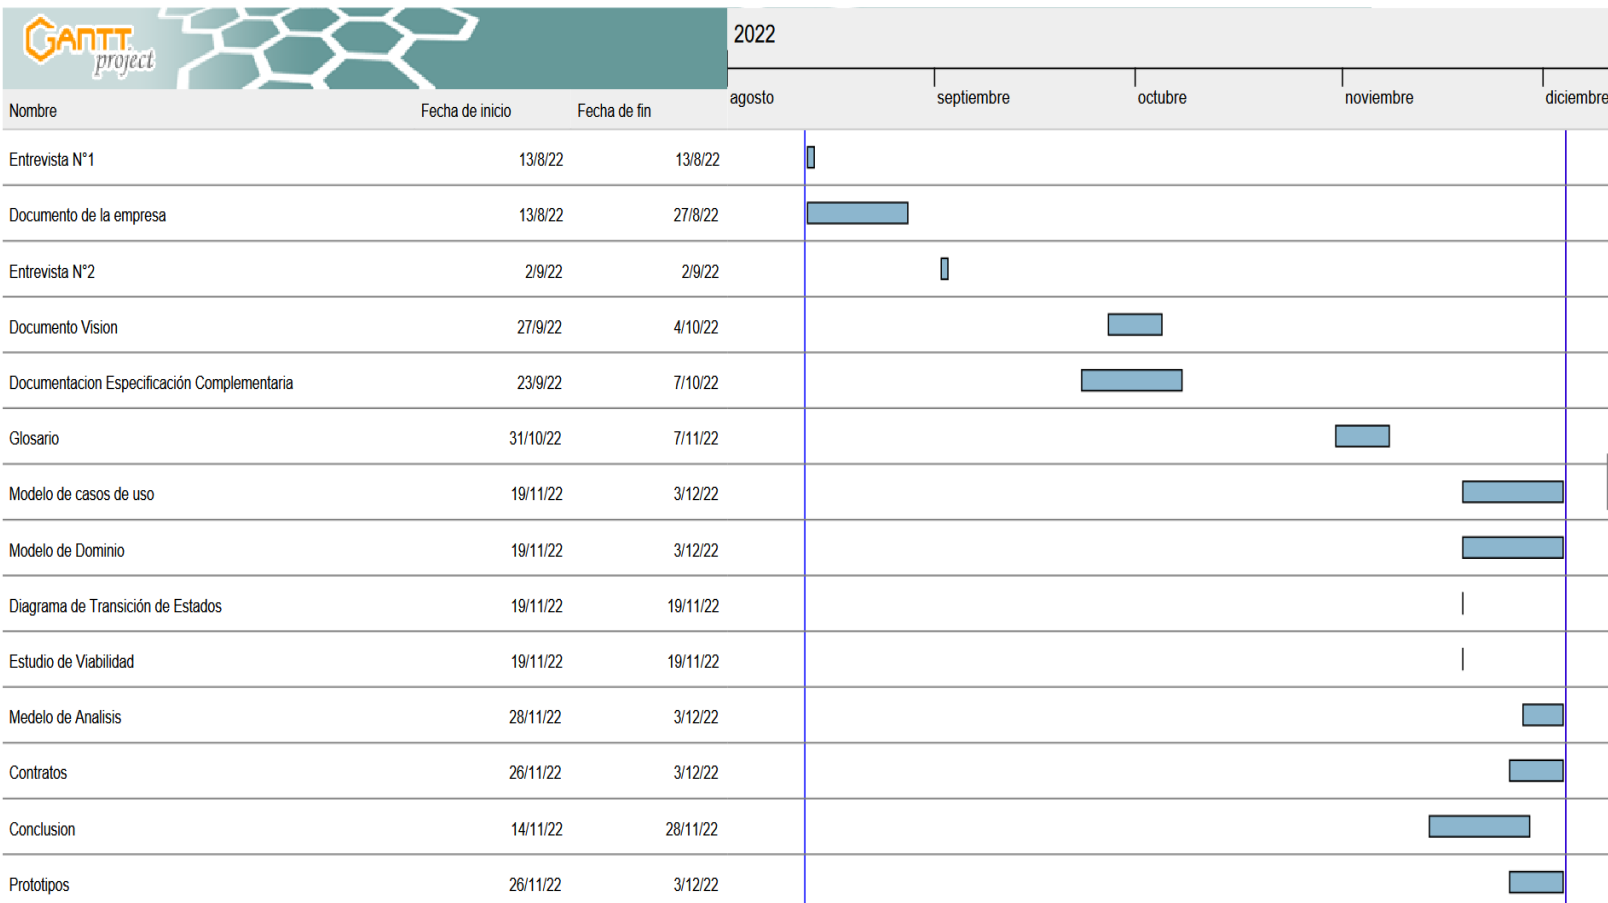 GANTT
project
2022
agosto septiembre octubre noviembre diciembre
Nombre Fecha de inicio Fecha de fin
Entrevista N°1 13/8/22 13/8/22
Documento de la empresa 13/8/22 27/8/22
Entrevista N°2 2/9/22 2/9/22
Documento Vision 27/9/22 4/10/22
Documentacion Especificación Complementaria 23/9/22 7/10/22
Glosario 31/10/22 7/11/22
Modelo de casos de uso 19/11/22 3/12/22
Modelo de Dominio 19/11/22 3/12/22
Diagrama de Transición de Estados 19/11/22 19/11/22
Estudio de Viabilidad 19/11/22 19/11/22
Medelo de Analisis 28/11/22 3/12/22
Contratos 26/11/22 3/12/22
Conclusion 14/11/22 28/11/22
Prototipos 26/11/22 3/12/22